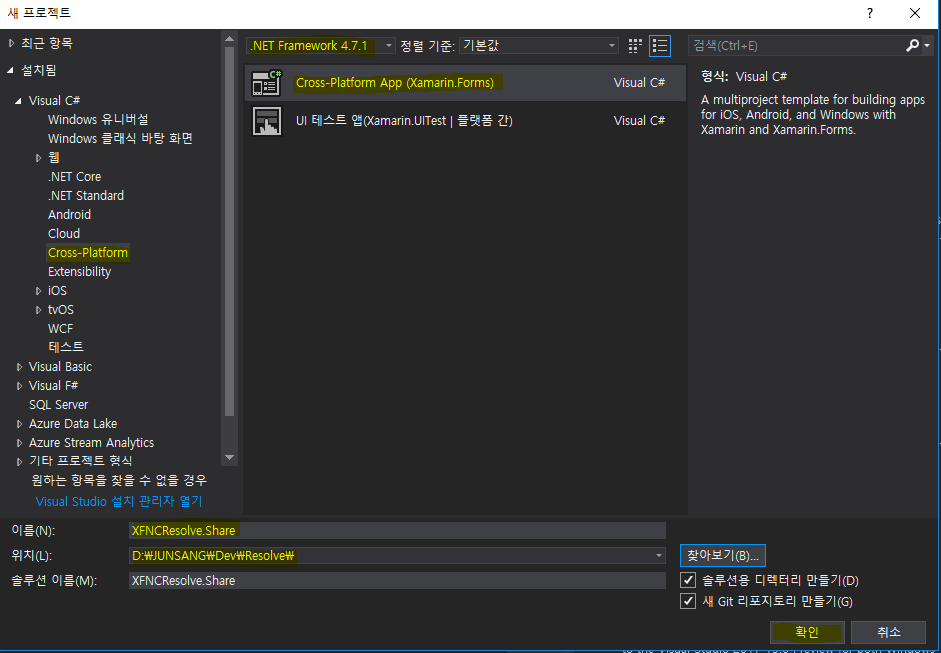 새 프로젝트
?
최근 항목
설치됨
Visual C#
Windows 유니버설
Windows 클래식 바탕 화면
웹
.NET Core
.NET Standard
Android
Cloud
Cross-Platform
Extensibility
iOS
tvOS
WCF
테스트
Visual Basic
Visual F#
SQL Server
Azure Data Lake
Azure Stream Analytics
기타 프로젝트 형식
원하는 항목을 찾을 수 없을 경우
Visual Studio 설치 관리자 열기
.NET Framework 4.7.1 정렬 기준: 기본값
C# Cross-Platform App (Xamarin.Forms) Visual C#
UI 테스트 앱(Xamarin.UITest | 플랫폼 간) Visual C#
검색(Ctrl+E)
형식: Visual C#
A multiproject template for building apps
for iOS, Android, and Windows with
Xamarin and Xamarin.Forms.
이름(N): XFNCResolve.Share
위치(L): D:₩JUNSANG₩Dev₩Resolve₩ 찾아보기(B)...
솔루션 이름(M): XFNCResolve.Share
솔루션용 디렉터리 만들기(D)
새 Git 리포지토리 만들기(G)
확인 취소